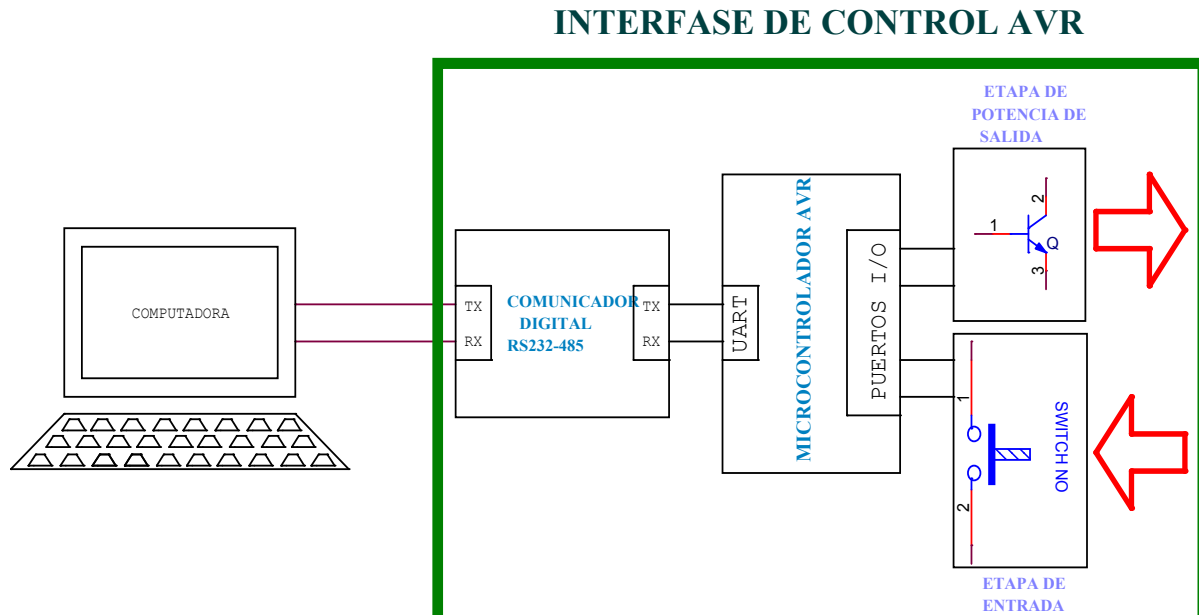 INTERFASE DE CONTROL AVR
ETAPA DE
POTENCIA DE
SALIDA
1
2
3
Q
COMPUTADORA
TX
RX
COMUNICADOR
DIGITAL
RS232-485
TX
RX
UART
MICROCONTROLADOR AVR
PUERTOS I/O
1
2
SWITCH NO
ETAPA DE
ENTRADA